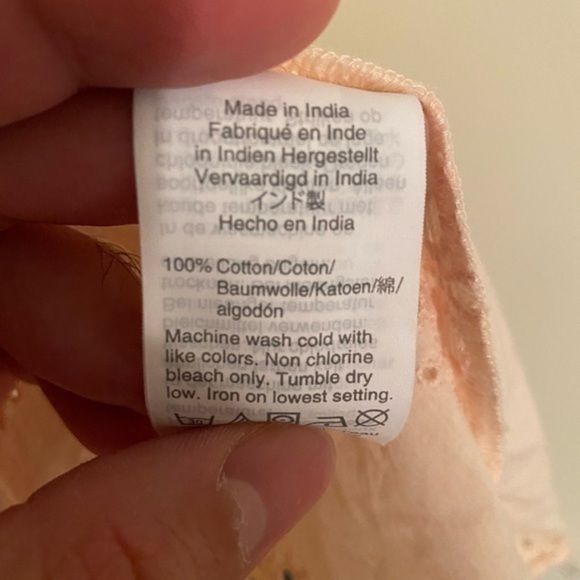 Made in India
Fabriqué en Inde
in Indien Hergestellt
Vervaardigd in India
インド製
Hecho en India
100% Cotton/Coton/
Baumwolle/Katoen/綿/
algodón
Machine wash cold with
like colors. Non chlorine
bleach only. Tumble dry
low. Iron on lowest setting.